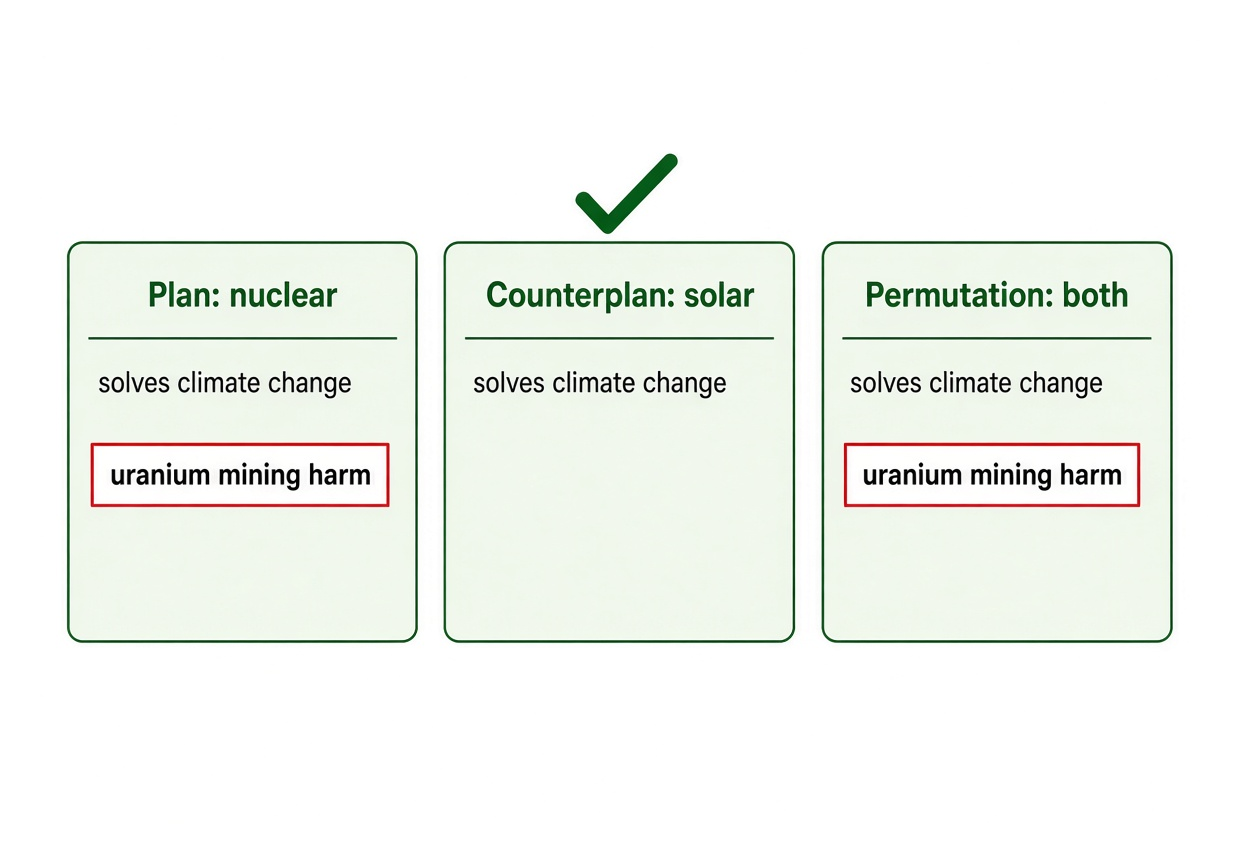 Plan: nuclear
solves climate change
uranium mining harm
Counterplan: solar
solves climate change
Permutation: both
solves climate change
uranium mining harm